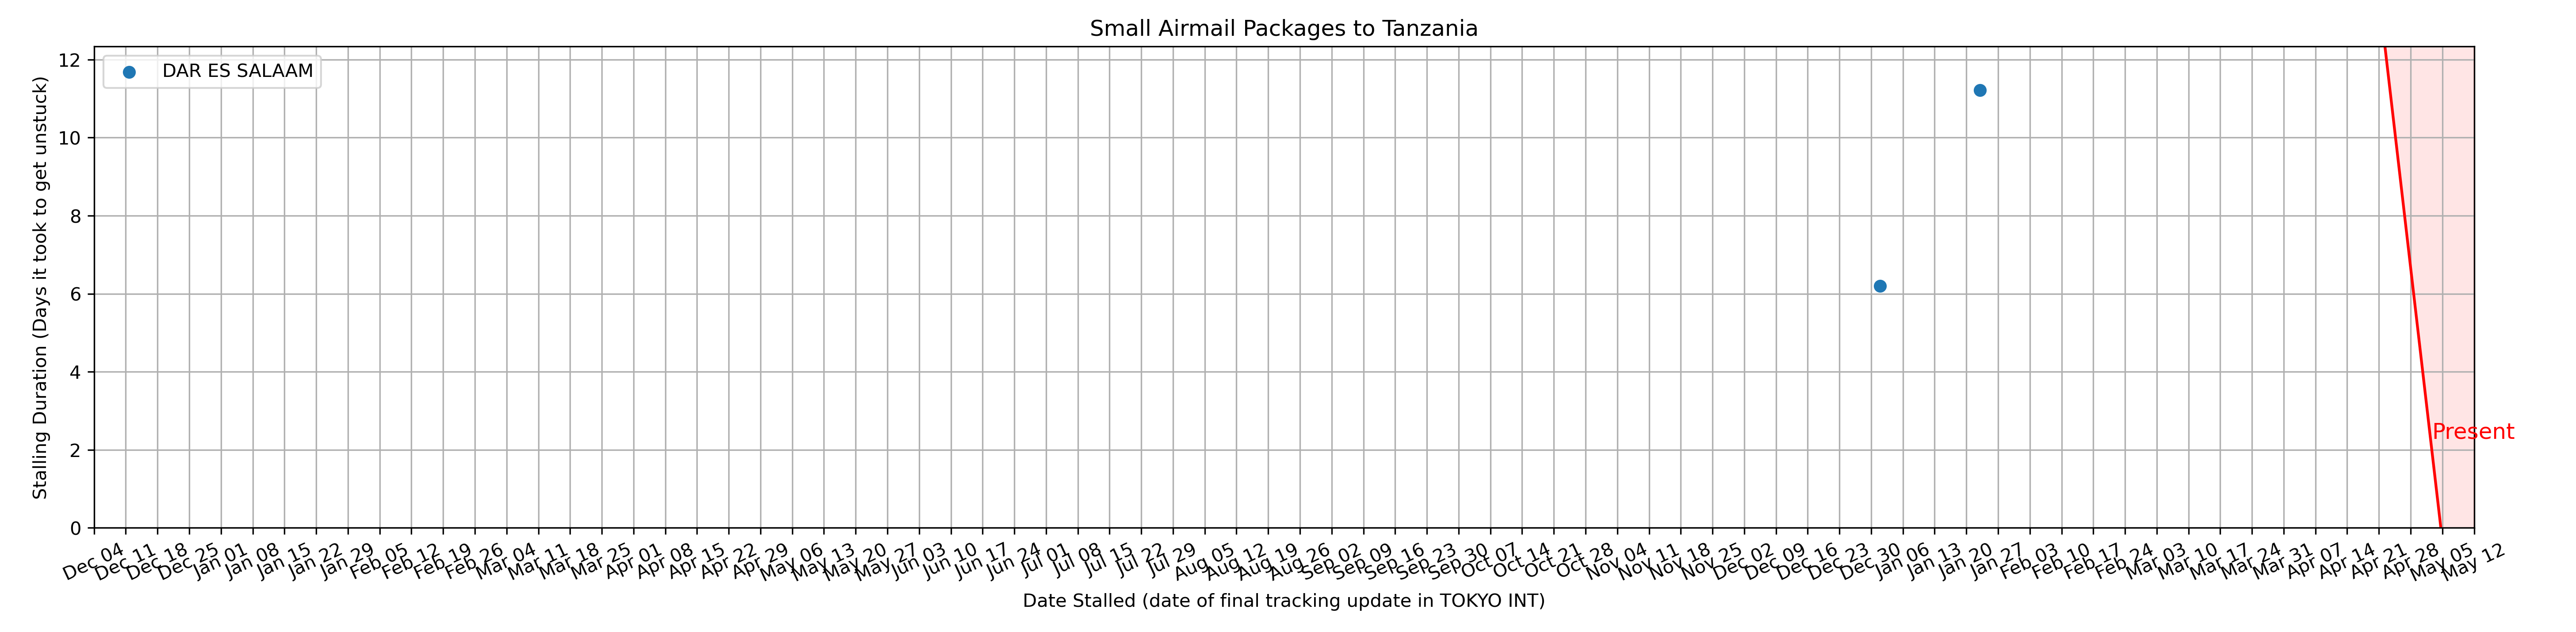 Small Airmail Packages to Tanzania
DAR ES SALAAM
Stalling Duration (Days it took to get unstuck)
12
10
8
6
4
2
0
Present
Dec 04
Dec 11
Dec 18
Dec 25
Jan 01
Jan 08
Jan 15
Jan 22
Jan 29
Feb 05
Feb 12
Feb 19
Feb 26
Mar 04
Mar 11
Mar 18
Mar 25
Apr 01
Apr 08
Apr 15
Apr 22
Apr 29
May 06
May 13
May 20
May 27
Jun 03
Jun 10
Jun 17
Jun 24
Jul 01
Jul 08
Jul 15
Jul 22
Jul 29
Aug 05
Aug 12
Aug 19
Aug 26
Sep 02
Sep 09
Sep 16
Sep 23
Sep 30
Oct 07
Oct 14
Oct 21
Oct 28
Nov 04
Nov 11
Nov 18
Nov 25
Dec 02
Dec 09
Dec 16
Dec 23
Dec 30
Jan 06
Jan 13
Jan 20
Jan 27
Feb 03
Feb 10
Feb 17
Feb 24
Mar 03
Mar 10
Mar 17
Mar 24
Mar 31
Apr 07
Apr 14
Apr 21
Apr 28
May 05
May 12
Date Stalled (date of final tracking update in TOKYO INT)